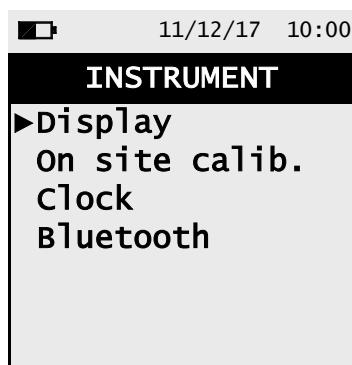 11/12/17 10:00
INSTRUMENT
►Display
On site calib.
Clock
Bluetooth